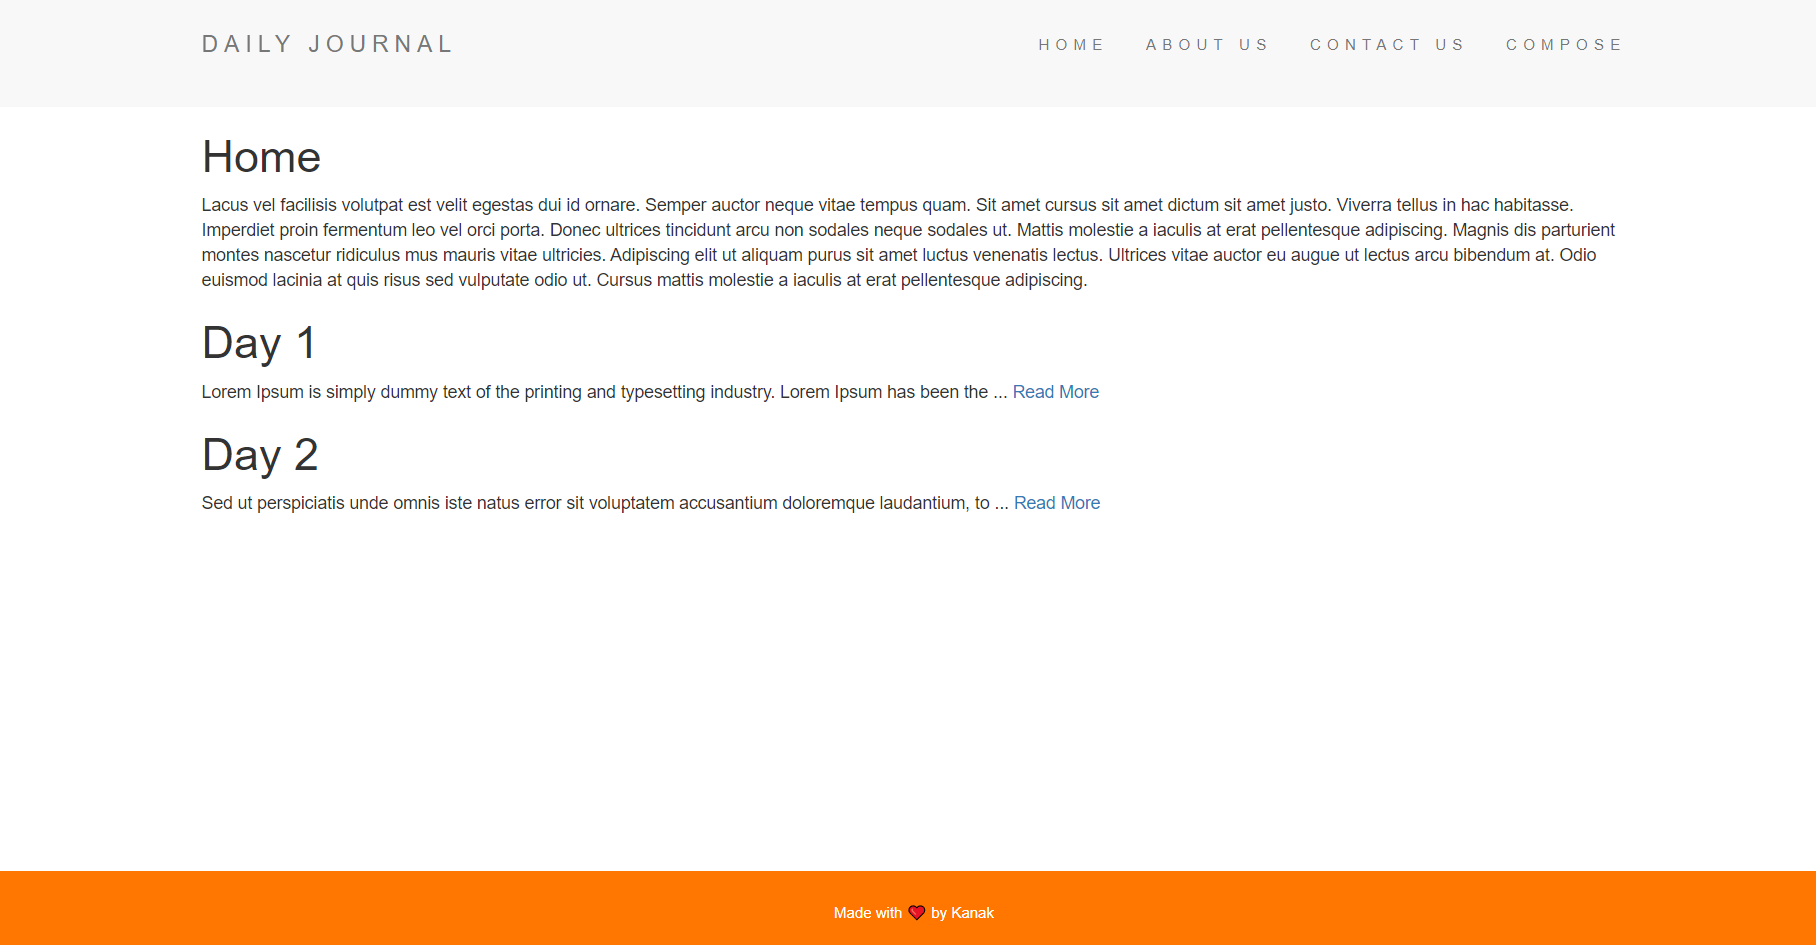 DAILY JOURNAL
HOME ABOUT US CONTACT US COMPOSE
Home
Lacus vel facilisis volutpat est velit egestas dui id ornare. Semper auctor neque vitae tempus quam. Sit amet cursus sit amet dictum sit amet justo. Viverra tellus in hac habitasse.
Imperdiet proin fermentum leo vel orci porta. Donec ultrices tincidunt arcu non sodales neque sodales ut. Mattis molestie a iaculis at erat pellentesque adipiscing. Magnis dis parturient
montes nascetur ridiculus mus mauris vitae ultricies. Adipiscing elit ut aliquam purus sit amet luctus venenatis lectus. Ultrices vitae auctor eu augue ut lectus arcu bibendum at. Odio
euismod lacinia at quis risus sed vulputate odio ut. Cursus mattis molestie a iaculis at erat pellentesque adipiscing.
Day 1
Lorem Ipsum is simply dummy text of the printing and typesetting industry. Lorem Ipsum has been the ... Read More
Day 2
Sed ut perspiciatis unde omnis iste natus error sit voluptatem accusantium doloremque laudantium, to ... Read More
Made with ❤️ by Kanak